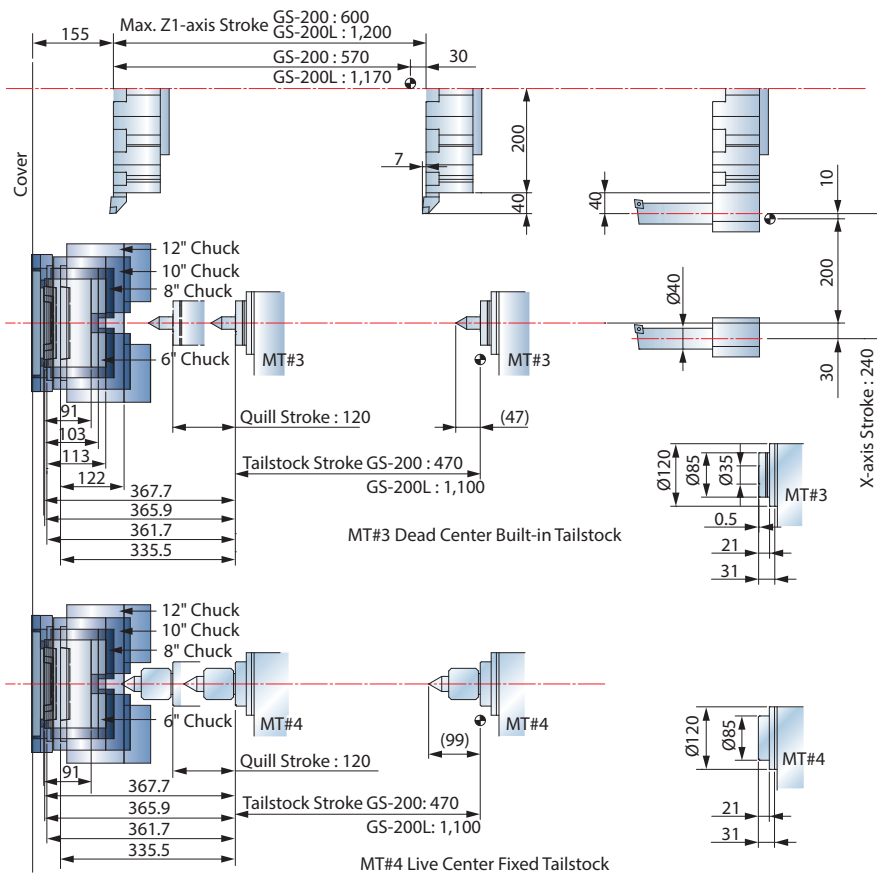 Max. Z1-axis Stroke GS-200 : 600
GS-200L : 1,200
155
GS-200 : 570
GS-200L : 1,170
30
Cover
7
200
40
40
10
200
Ø40
30
X-axis Stroke : 240
12" Chuck
10" Chuck
8" Chuck
6" Chuck
MT#3
MT#3
91
103
113
122
367.7
365.9
361.7
335.5
Quill Stroke : 120
(47)
Tailstock Stroke GS-200 : 470
GS-200L : 1,100
MT#3 Dead Center Built-in Tailstock
Ø120
Ø85
Ø35
MT#3
0.5
21
31
12" Chuck
10" Chuck
8" Chuck
6" Chuck
MT#4
MT#4
91
367.7
365.9
361.7
335.5
Quill Stroke : 120
(99)
Tailstock Stroke GS-200: 470
GS-200L: 1,100
MT#4 Live Center Fixed Tailstock
Ø120
Ø85
MT#4
21
31